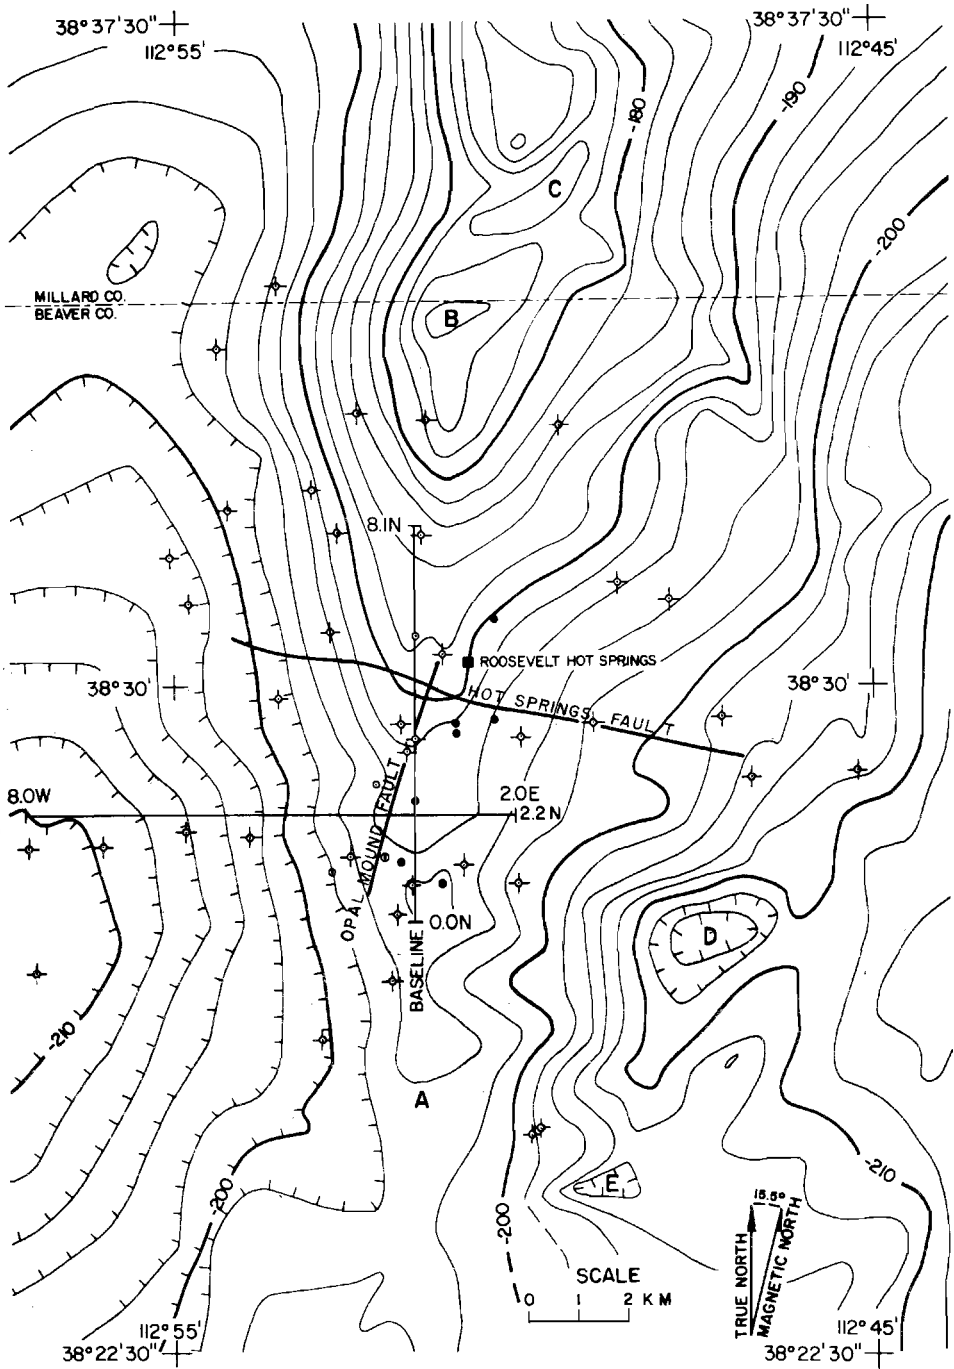 38°37'30"
112°55'
38°37'30"
112°45'
-180
-190
C
-200
MILLARD CO.
BEAVER CO.
B
8.1N
ROOSEVELT HOT SPRINGS
38°30'
38°30'
HOT SPRINGS FAULT
8.0W
2.0E
2.2N
OPAL MOUND FAULT
0.0N
D
BASELINE
-210
A
-210
E
-200
-200
15.5°
TRUE NORTH
MAGNETIC NORTH
SCALE
0 1 2 KM
112°55'
38°22'30"
112°45'
38°22'30"